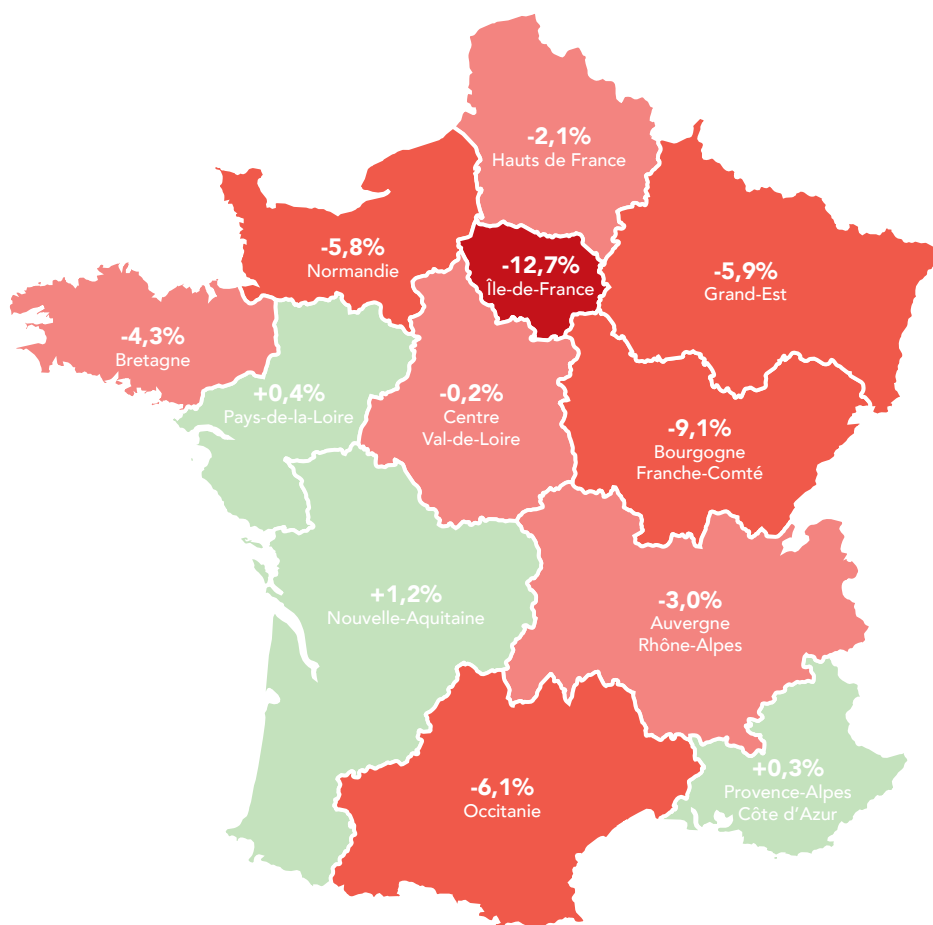 -2,1%
Hauts de France
-5,8%
Normandie
-12,7%
Île-de-France
-5,9%
Grand-Est
-4,3%
Bretagne
+0,4%
Pays-de-la-Loire
-0,2%
Centre
Val-de-Loire
-9,1%
Bourgogne
Franche-Comté
+1,2%
Nouvelle-Aquitaine
-3,0%
Auvergne
Rhône-Alpes
-6,1%
Occitanie
+0,3%
Provence-Alpes
Côte d’Azur